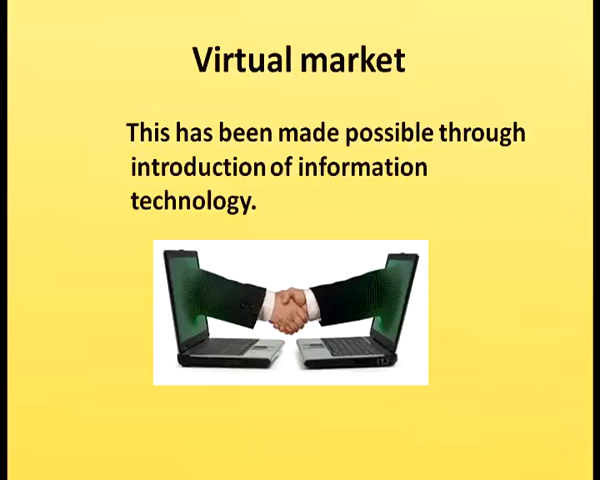 Virtual market
This has been made possible through
introduction of information
technology.